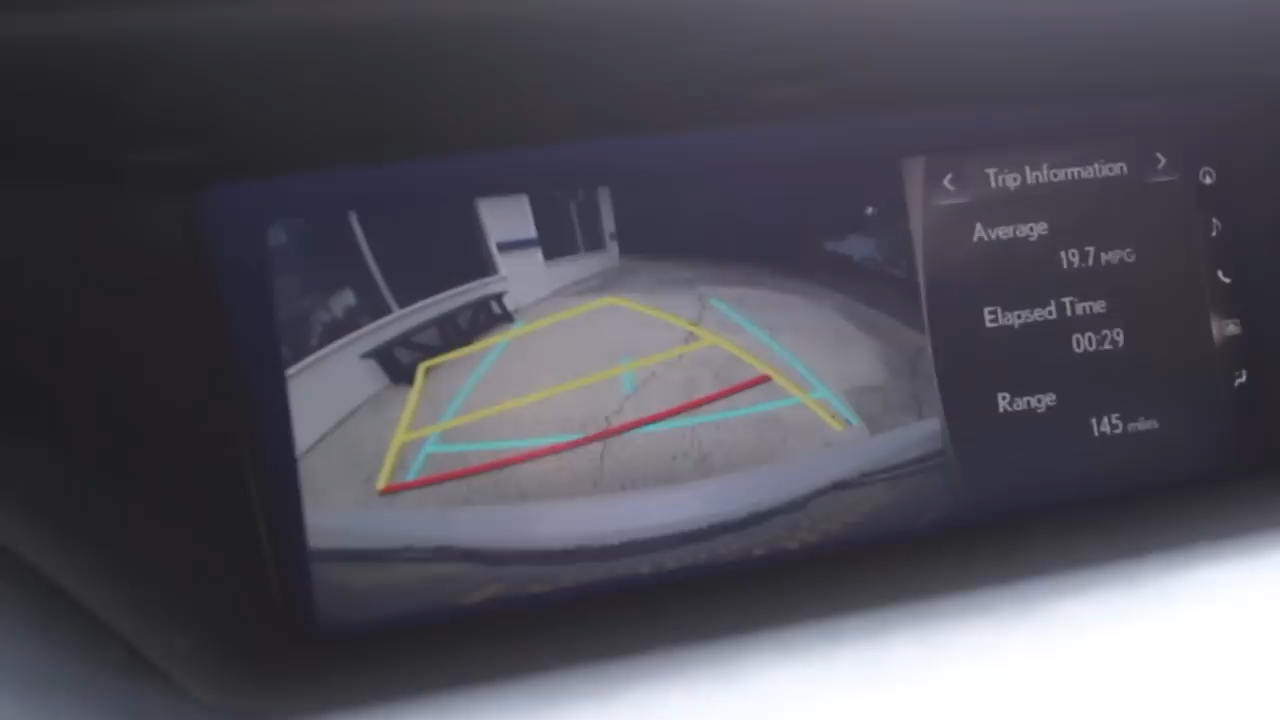 Trip Information
Average
19.7 MPG
Elapsed Time
00:29
Range
145 miles